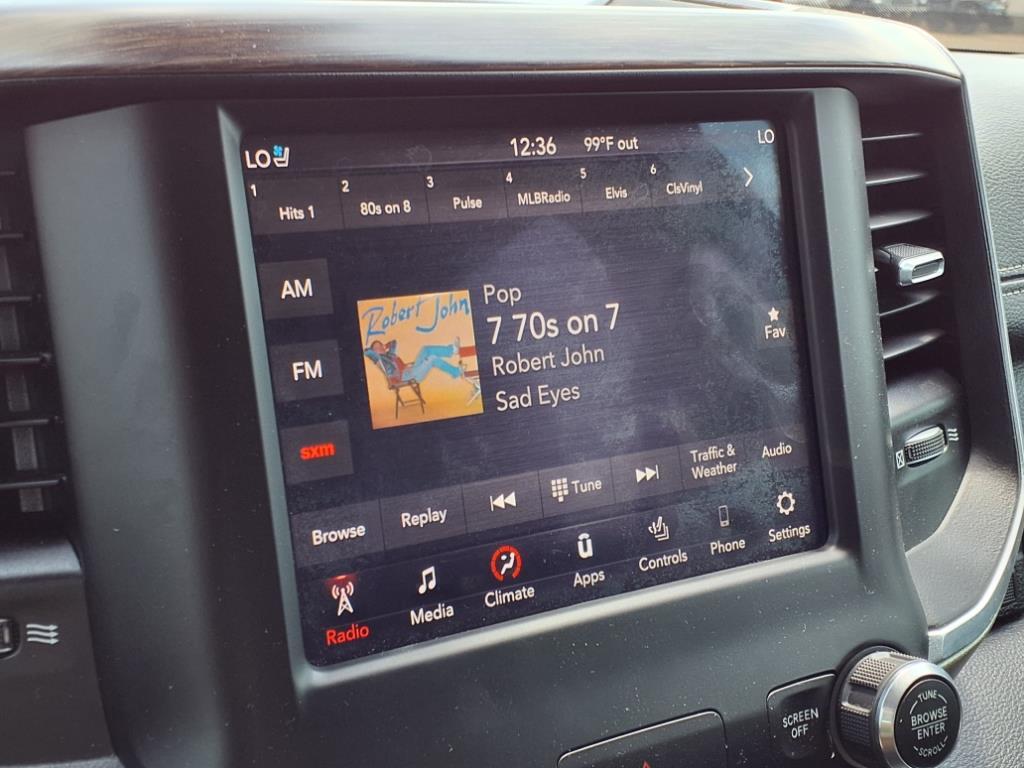 LO
12:36 99°F out
LO
1 Hits 1
2 80s on 8
3 Pulse
4 MLBRadio
5 Elvis
6 ClsVinyl
AM
FM
sxm
Robert John
Pop
7 70s on 7
Robert John
Sad Eyes
Fav
Browse
Replay
Tune
Traffic &
Weather
Audio
Radio
Media
Climate
Apps
Controls
Phone
Settings
SCREEN
OFF
TUNE
BROWSE
ENTER
SCROLL